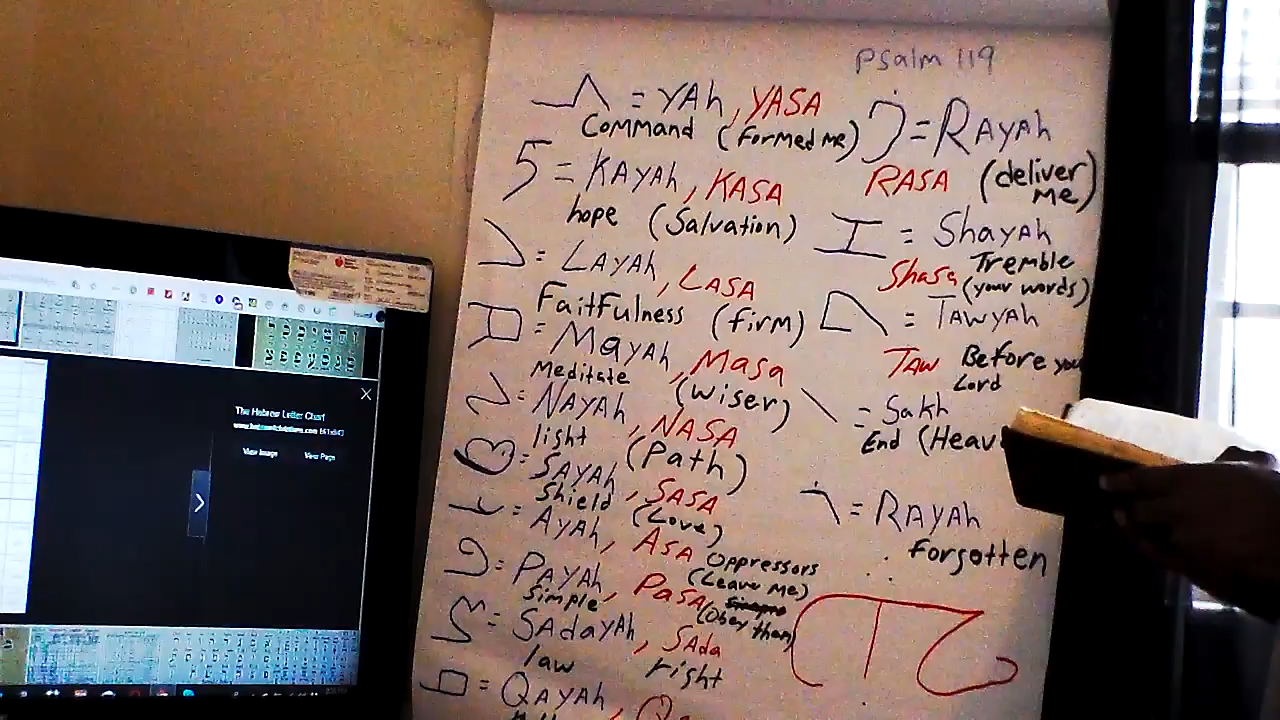 Psalm 119
= YAh, YASA
Command (formed me)
5 = KAYAh, KASA
hope (Salvation)
= LAYAh, LASA
FaitFulness (firm)
= MAYAh, Masa
Meditate (Wiser)
= NAYAh, NASA
light (Path)
= SAYAh, SASA
Shield (Love)
= AYAh, ASA
Oppressors
(Leave me)
= PAYAh, Pasa
Simple (Obey them)
= SAdaYAh, SAda
law right
= QAYAh,
= RAYAh
RASA (deliver me)
= ShaYAh
Shasa Tremble
(your words)
= TAWYAh
TAW Before you
Lord
= Sakh
End (Heav
= RAYAh
Forgotten
The Hebrew Letter Chart
View Image View Page